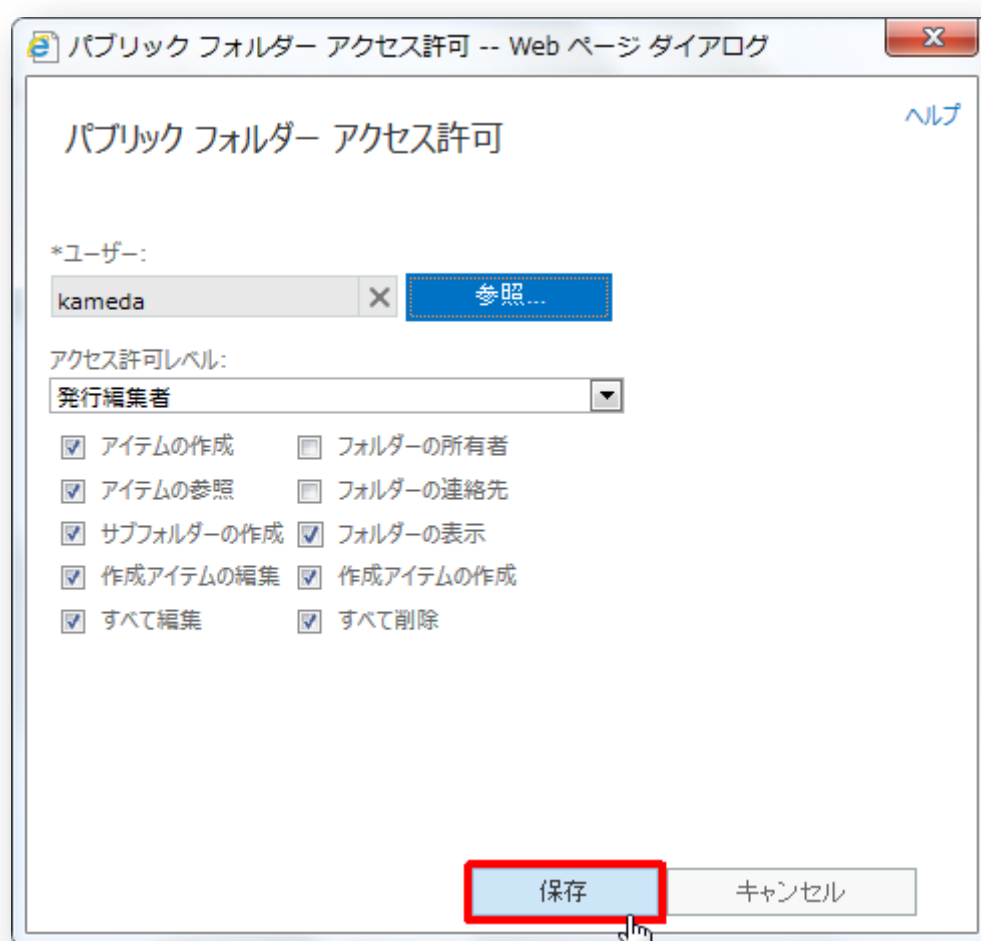 パブリック フォルダー アクセス許可 -- Web ページ ダイアログ
ヘルプ
パブリック フォルダー アクセス許可
*ユーザー:
kameda
参照...
アクセス許可レベル:
発行編集者
アイテムの作成 フォルダーの所有者
アイテムの参照 フォルダーの連絡先
サブフォルダーの作成 フォルダーの表示
作成アイテムの編集 作成アイテムの作成
すべて編集 すべて削除
保存 キャンセル